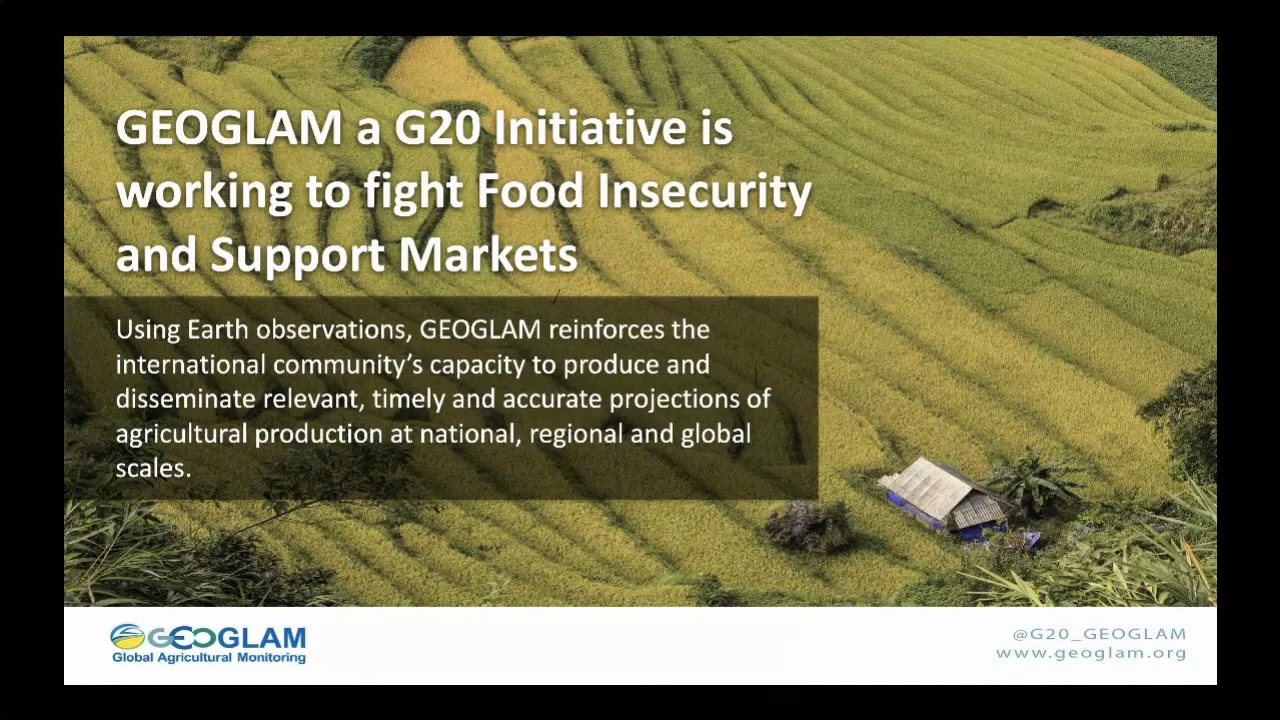 GEOGLAM a G20 Initiative is
working to fight Food Insecurity
and Support Markets
Using Earth observations, GEOGLAM reinforces the
international community’s capacity to produce and
disseminate relevant, timely and accurate projections of
agricultural production at national, regional and global
scales.
GEOGLAM
Global Agricultural Monitoring
@G20_GEOGLAM
www.geoglam.org